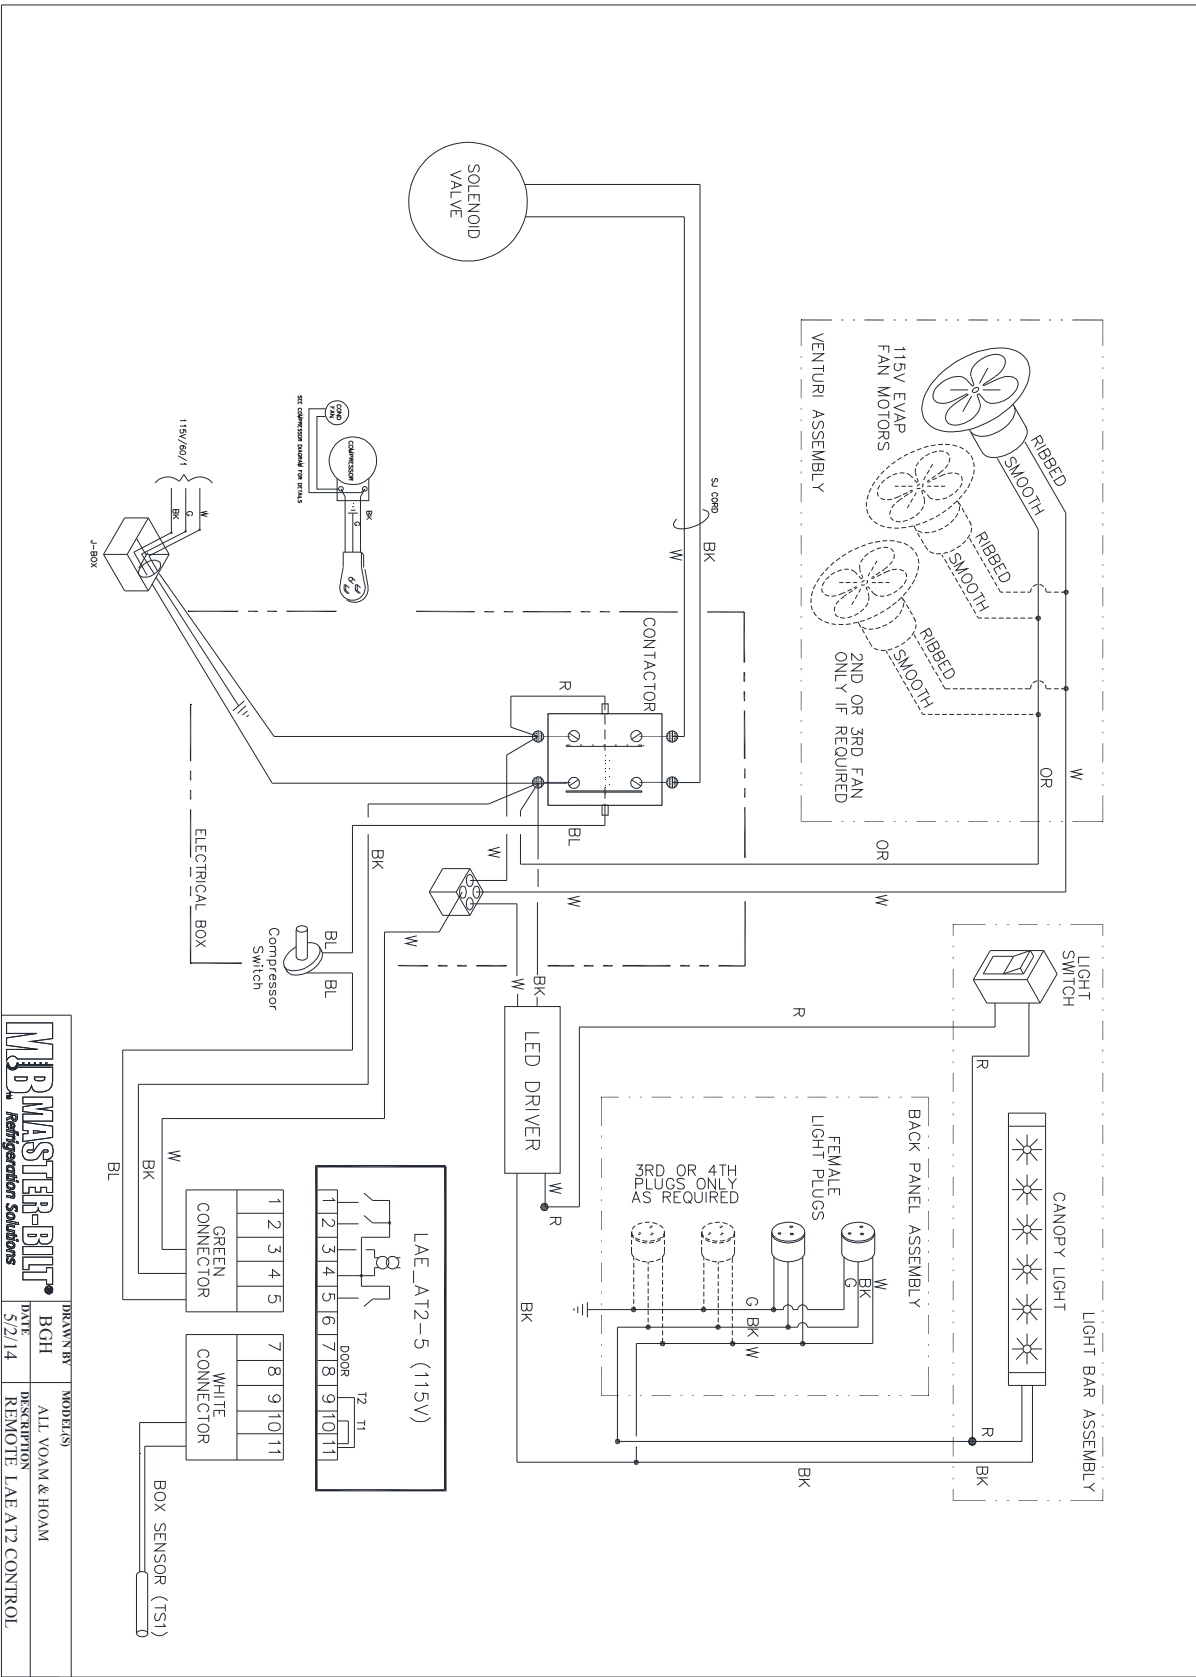 SOLENOID
VALVE
SJ CORD
BK
W
VENTURI ASSEMBLY
115V EVAP
FAN MOTORS
RIBBED
SMOOTH
RIBBED
SMOOTH
RIBBED
SMOOTH
2ND OR 3RD FAN
ONLY IF REQUIRED
W
OR
OR
W
SEE COMPRESSOR DIAGRAM FOR DETAILS
COND
FAN
COMPRESSOR
BK
G
115V/60/1
W
G
BK
J-BOX
CONTACTOR
R
BL
W
BK
W
W
ELECTRICAL BOX
Compressor
Switch
BL
BL
W
BK
LED DRIVER
W
R
BK
LIGHT
SWITCH
R
R
CANOPY LIGHT
LIGHT BAR ASSEMBLY
R
BK
BK
BACK PANEL ASSEMBLY
FEMALE
LIGHT PLUGS
3RD OR 4TH
PLUGS ONLY
AS REQUIRED
W
BK
G
G
BK
W
LAE_AT2-5 (115V)
DOOR
T2
T1
1 2 3 4 5 6 7 8 9 10 11
W
BK
BL
1 2 3 4 5
GREEN
CONNECTOR
7 8 9 10 11
WHITE
CONNECTOR
BOX SENSOR (TS1)
MB MASTER-BILT®
TM Refrigeration Solutions
DRAWN BY
BGH
DATE
5/2/14
MODEL(S)
ALL VOAM & HOAM
DESCRIPTION
REMOTE LAE AT2 CONTROL